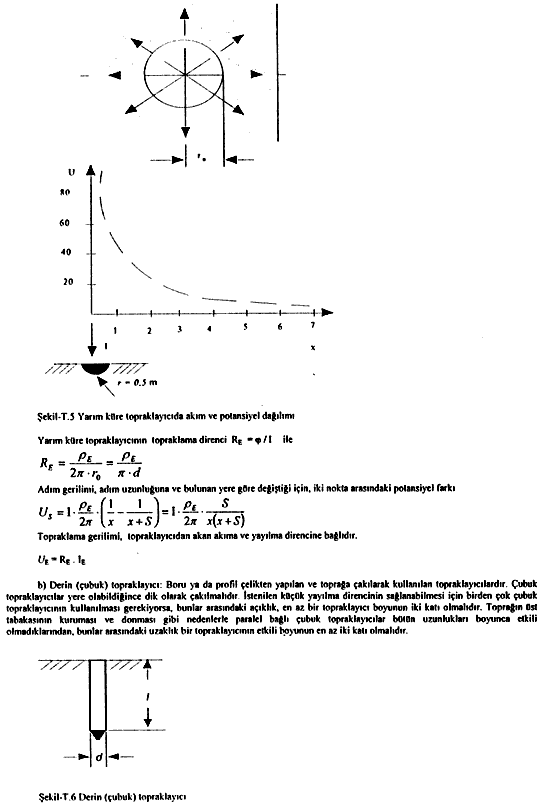 r₀
U
80
60
40
20
1 2 3 4 5 6 7
I x
r = 0.5 m
Şekil-T.5 Yarım küre topraklayıcıda akım ve potansiyel dağılımı
Yarım küre topraklayıcının topraklama direnci R_E = φ / I ile
R_E = ρ_E / (2π · r₀) = ρ_E / (π · d)
Adım gerilimi, adım uzunluğuna ve bulunan yere göre değiştiği için, iki nokta arasındaki potansiyel farkı
U_S = I · ρ_E / 2π · (1/x − 1/(x + S)) = I · ρ_E / 2π · S / x(x + S)
Topraklama gerilimi, topraklayıcıdan akan akıma ve yayılma direncine bağlıdır.
U_E = R_E . I_E
b) Derin (çubuk) topraklayıcı: Boru ya da profil çelikten yapılan ve toprağa çakılarak kullanılan topraklayıcılardır. Çubuk
topraklayıcılar yere olabildiğince dik olarak çakılmalıdır. İstenilen küçük yayılma direncinin sağlanabilmesi için birden çok çubuk
topraklayıcının kullanılması gerekiyorsa, bunlar arasındaki açıklık, en az bir topraklayıcı boyunun iki katı olmalıdır. Toprağın üst
tabakasının kuruması ve donması gibi nedenlerle paralel bağlı çubuk topraklayıcılar bütün uzunlukları boyunca etkili
olmadıklarından, bunlar arasındaki uzaklık bir topraklayıcının etkili boyunun en az iki katı olmalıdır.
l
d
Şekil-T.6 Derin (çubuk) topraklayıcı